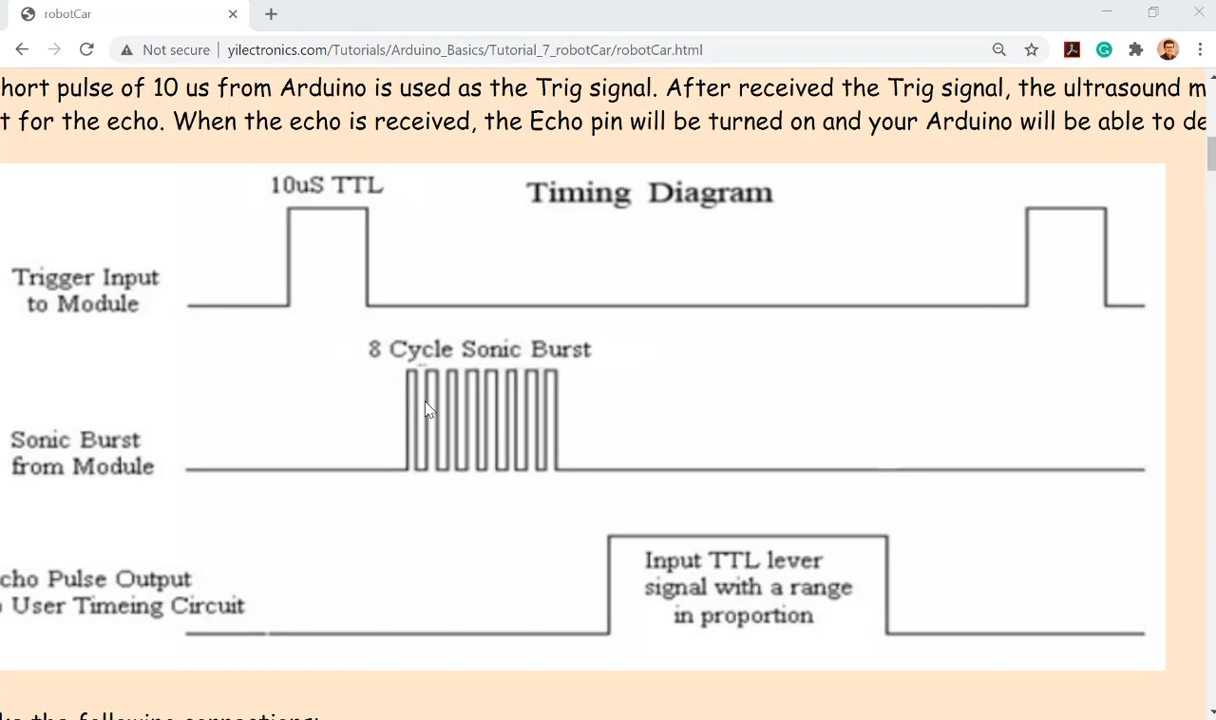 robotCar
Not secure | yilectronics.com/Tutorials/Arduino_Basics/Tutorial_7_robotCar/robotCar.html
hort pulse of 10 us from Arduino is used as the Trig signal. After received the Trig signal, the ultrasound m
t for the echo. When the echo is received, the Echo pin will be turned on and your Arduino will be able to de
10uS TTL
Timing Diagram
Trigger Input
to Module
8 Cycle Sonic Burst
Sonic Burst
from Module
cho Pulse Output
User Timeing Circuit
Input TTL lever
signal with a range
in proportion
the following connections: